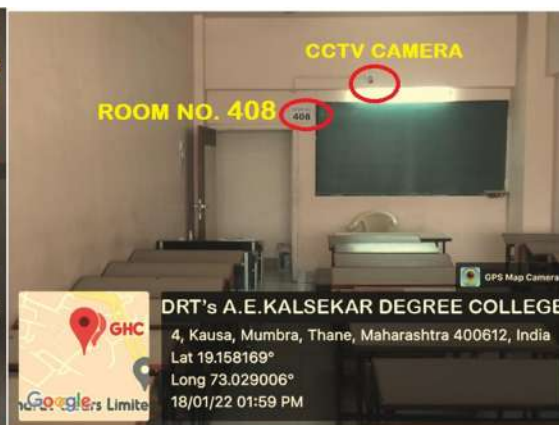 CCTV CAMERA
ROOM NO. 408
408
GPS Map Camera
DRT's A.E.KALSEKAR DEGREE COLLEGE
4, Kausa, Mumbra, Thane, Maharashtra 400612, India
Lat 19.158169°
Long 73.029006°
18/01/22 01:59 PM
GHC
Google
Limite